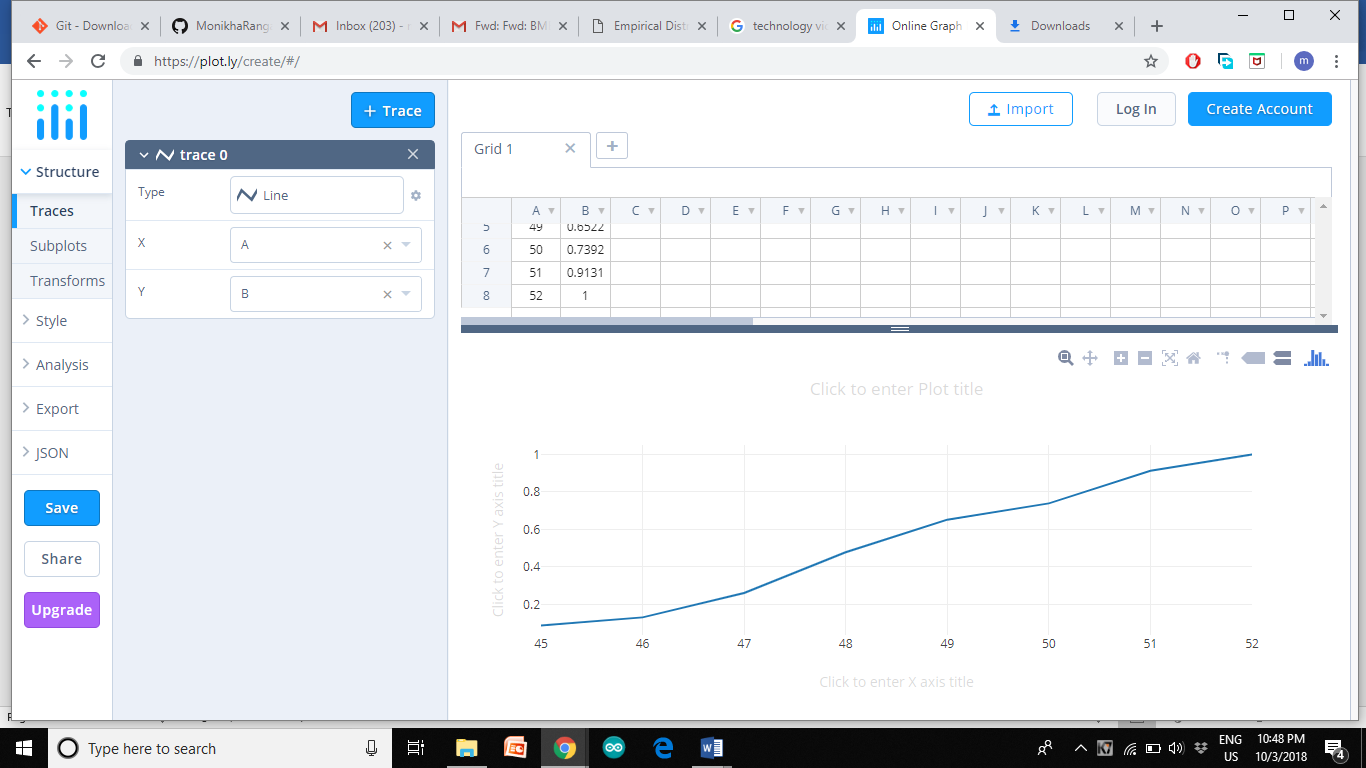 Git - Downloa
MonikhaRang
Inbox (203) -
Fwd: Fwd: BM
Empirical Dist
technology vi
Online Graph
Downloads
https://plot.ly/create/#/
m
+ Trace
Import
Log In
Create Account
trace 0
Grid 1
+
Structure
Type
Line
Traces
X
A
Subplots
Transforms
Y
B
Style
Analysis
Export
JSON
Save
Share
Upgrade
A B C D E F G H I J K L M N O P
5 49 0.6522
6 50 0.7392
7 51 0.9131
8 52 1
Click to enter Plot title
Click to enter Y axis title
1
0.8
0.6
0.4
0.2
45 46 47 48 49 50 51 52
Click to enter X axis title
Type here to search
ENG
US
10:48 PM
10/3/2018
4